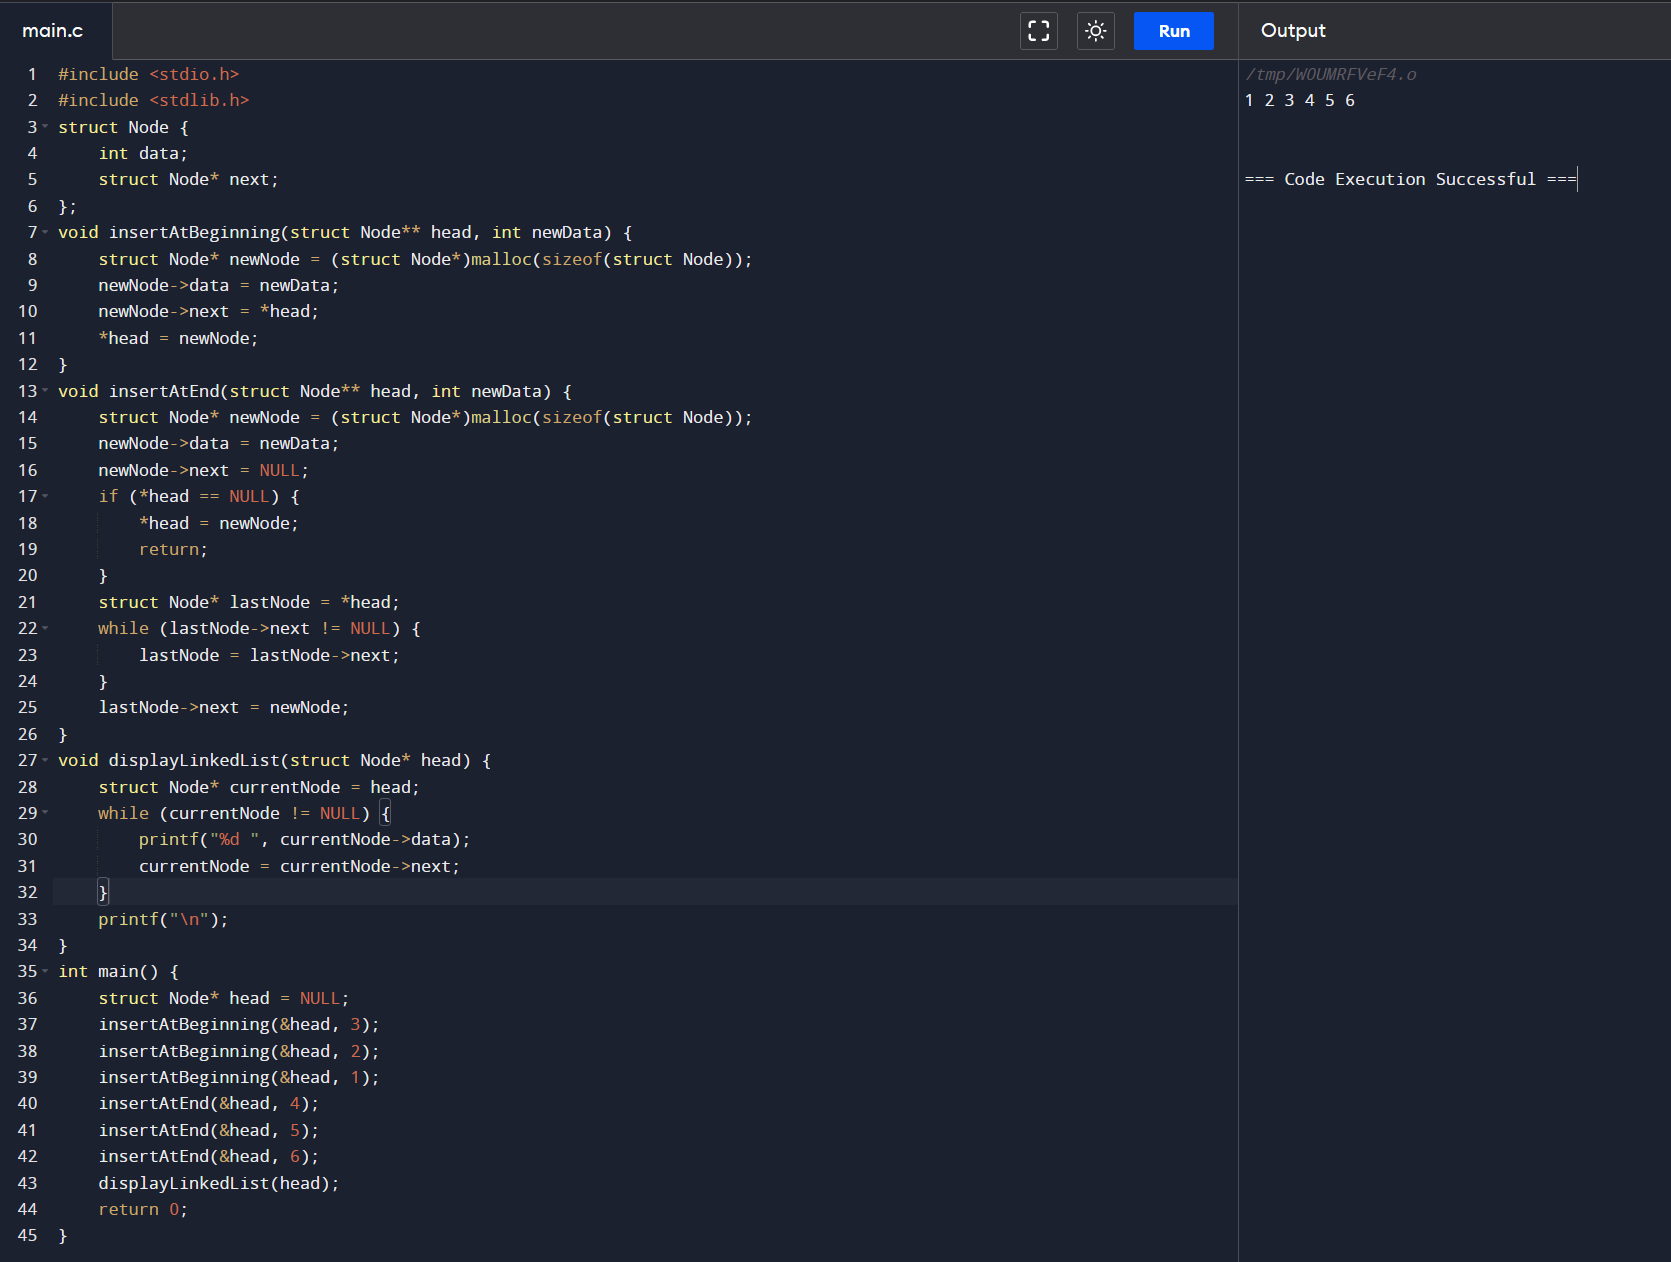 main.c
Run
Output
1 #include <stdio.h>
2 #include <stdlib.h>
3 struct Node {
4     int data;
5     struct Node* next;
6 };
7 void insertAtBeginning(struct Node** head, int newData) {
8     struct Node* newNode = (struct Node*)malloc(sizeof(struct Node));
9     newNode->data = newData;
10     newNode->next = *head;
11     *head = newNode;
12 }
13 void insertAtEnd(struct Node** head, int newData) {
14     struct Node* newNode = (struct Node*)malloc(sizeof(struct Node));
15     newNode->data = newData;
16     newNode->next = NULL;
17     if (*head == NULL) {
18         *head = newNode;
19         return;
20     }
21     struct Node* lastNode = *head;
22     while (lastNode->next != NULL) {
23         lastNode = lastNode->next;
24     }
25     lastNode->next = newNode;
26 }
27 void displayLinkedList(struct Node* head) {
28     struct Node* currentNode = head;
29     while (currentNode != NULL) {
30         printf("%d ", currentNode->data);
31         currentNode = currentNode->next;
32     }
33     printf("\n");
34 }
35 int main() {
36     struct Node* head = NULL;
37     insertAtBeginning(&head, 3);
38     insertAtBeginning(&head, 2);
39     insertAtBeginning(&head, 1);
40     insertAtEnd(&head, 4);
41     insertAtEnd(&head, 5);
42     insertAtEnd(&head, 6);
43     displayLinkedList(head);
44     return 0;
45 }
/tmp/WOUMRFVeF4.o
1 2 3 4 5 6
=== Code Execution Successful ===